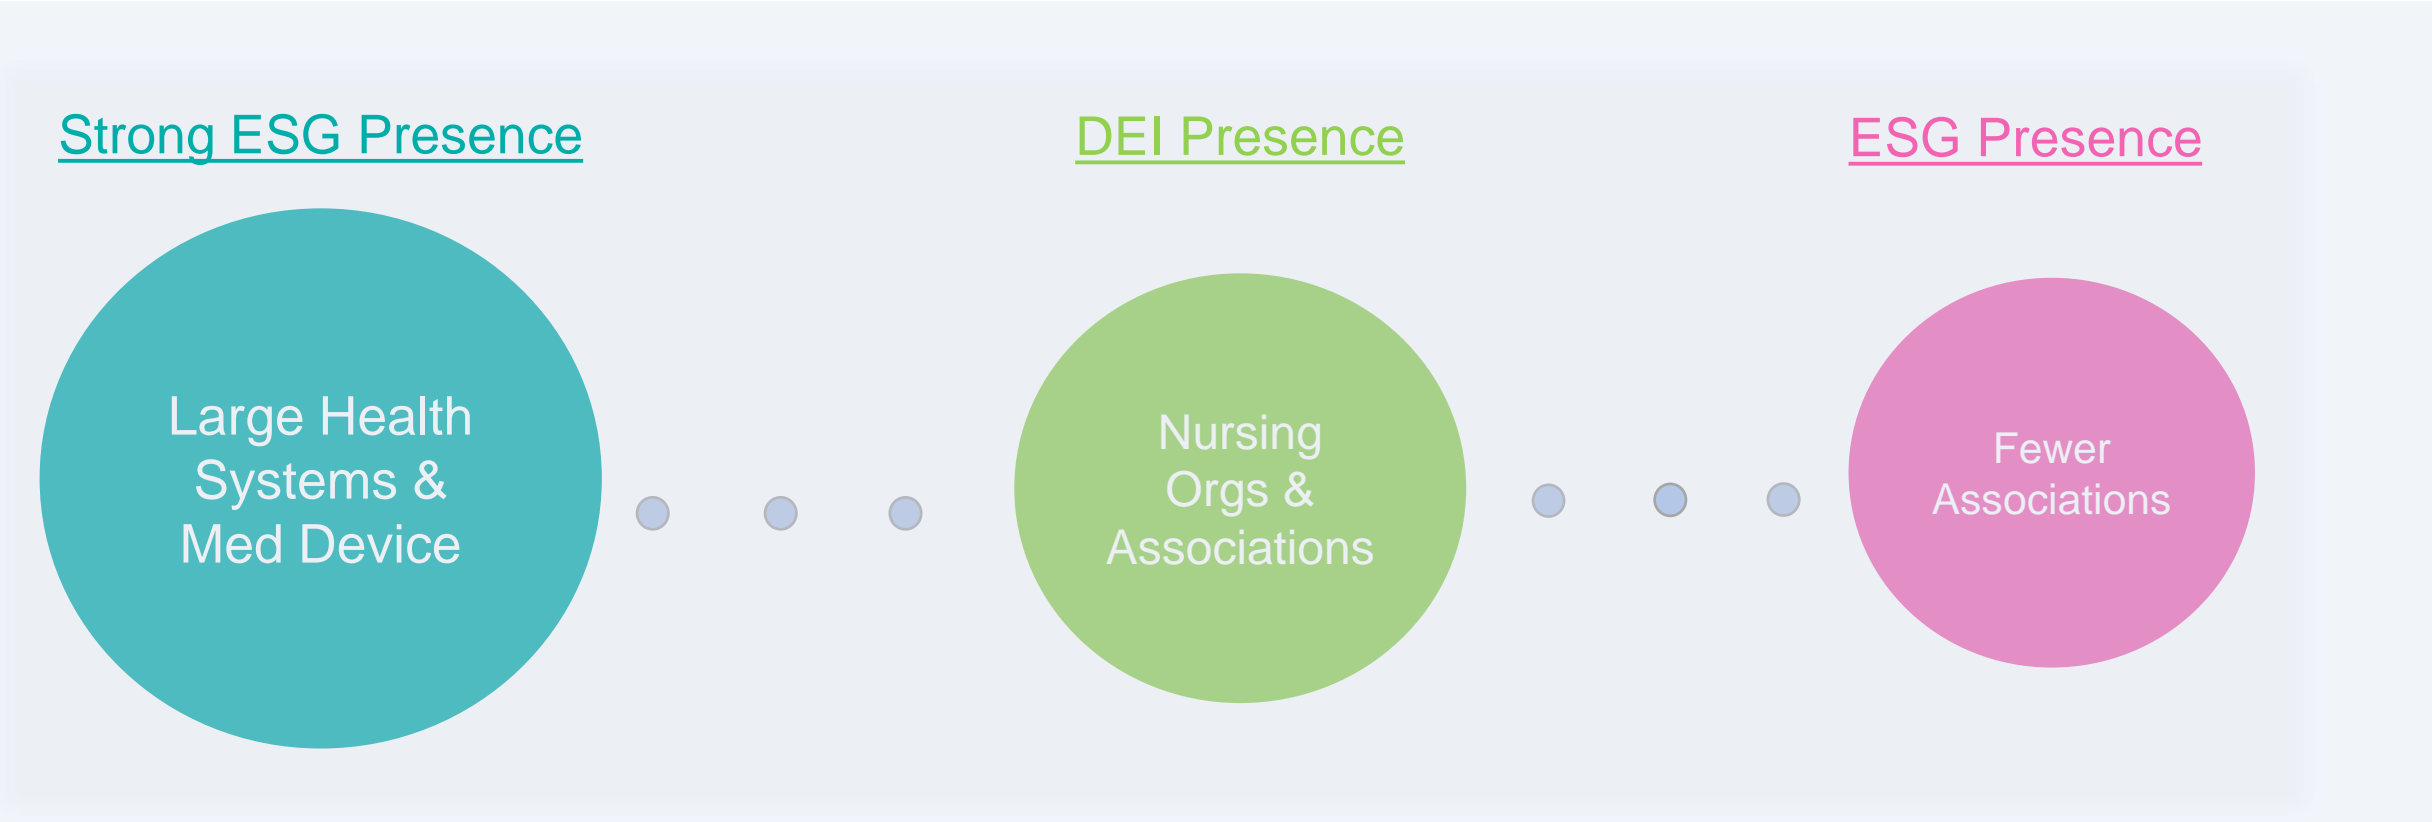 Strong ESG Presence
Large Health
Systems &
Med Device
DEI Presence
Nursing
Orgs &
Associations
ESG Presence
Fewer
Associations